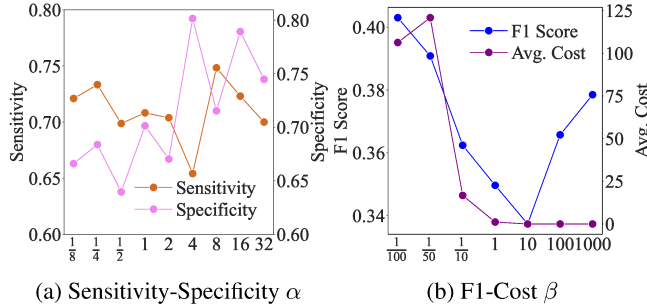 0.80
0.75
0.70
0.65
0.60
Sensitivity
Sensitivity
Specificity
0.80
0.75
0.70
0.65
0.60
Specificity
1/8 1/4 1/2 1 2 4 8 16 32
(a) Sensitivity-Specificity α
0.40
0.38
0.36
0.34
F1 Score
F1 Score
Avg. Cost
120
100
75
50
25
0
Avg. Cost
1/100 1/50 1/10 1 10 100 1000
(b) F1-Cost β